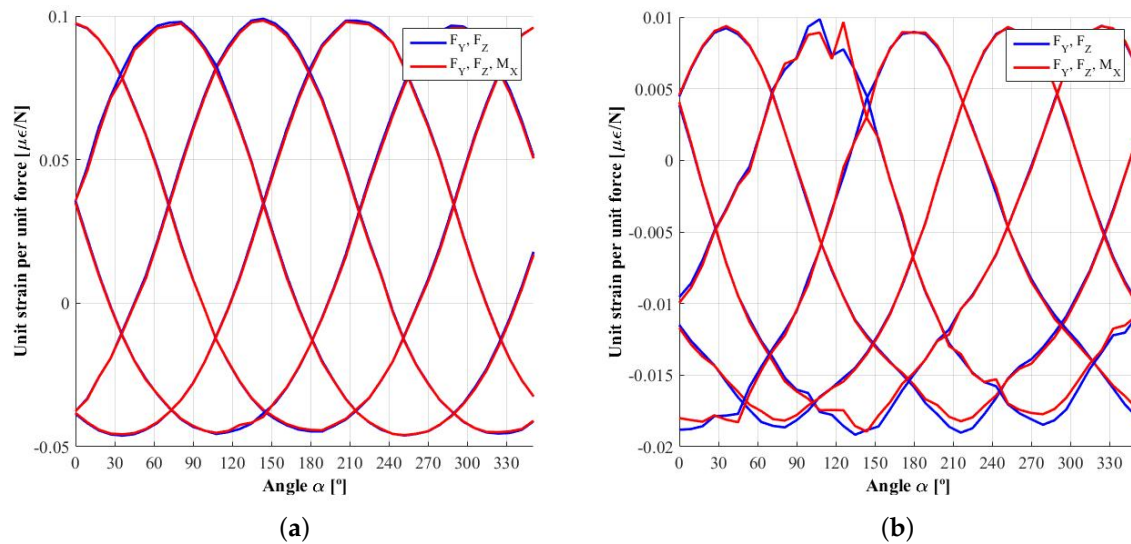 0.1
0.05
0
-0.05
Unit strain per unit force [με/N]
F_Y, F_Z
F_Y, F_Z, M_X
0 30 60 90 120 150 180 210 240 270 300 330
Angle α [º]
(a)
0.01
0.005
0
-0.005
-0.01
-0.015
-0.02
Unit strain per unit force [με/N]
F_Y, F_Z
F_Y, F_Z, M_X
0 30 60 90 120 150 180 210 240 270 300 330
Angle α [º]
(b)